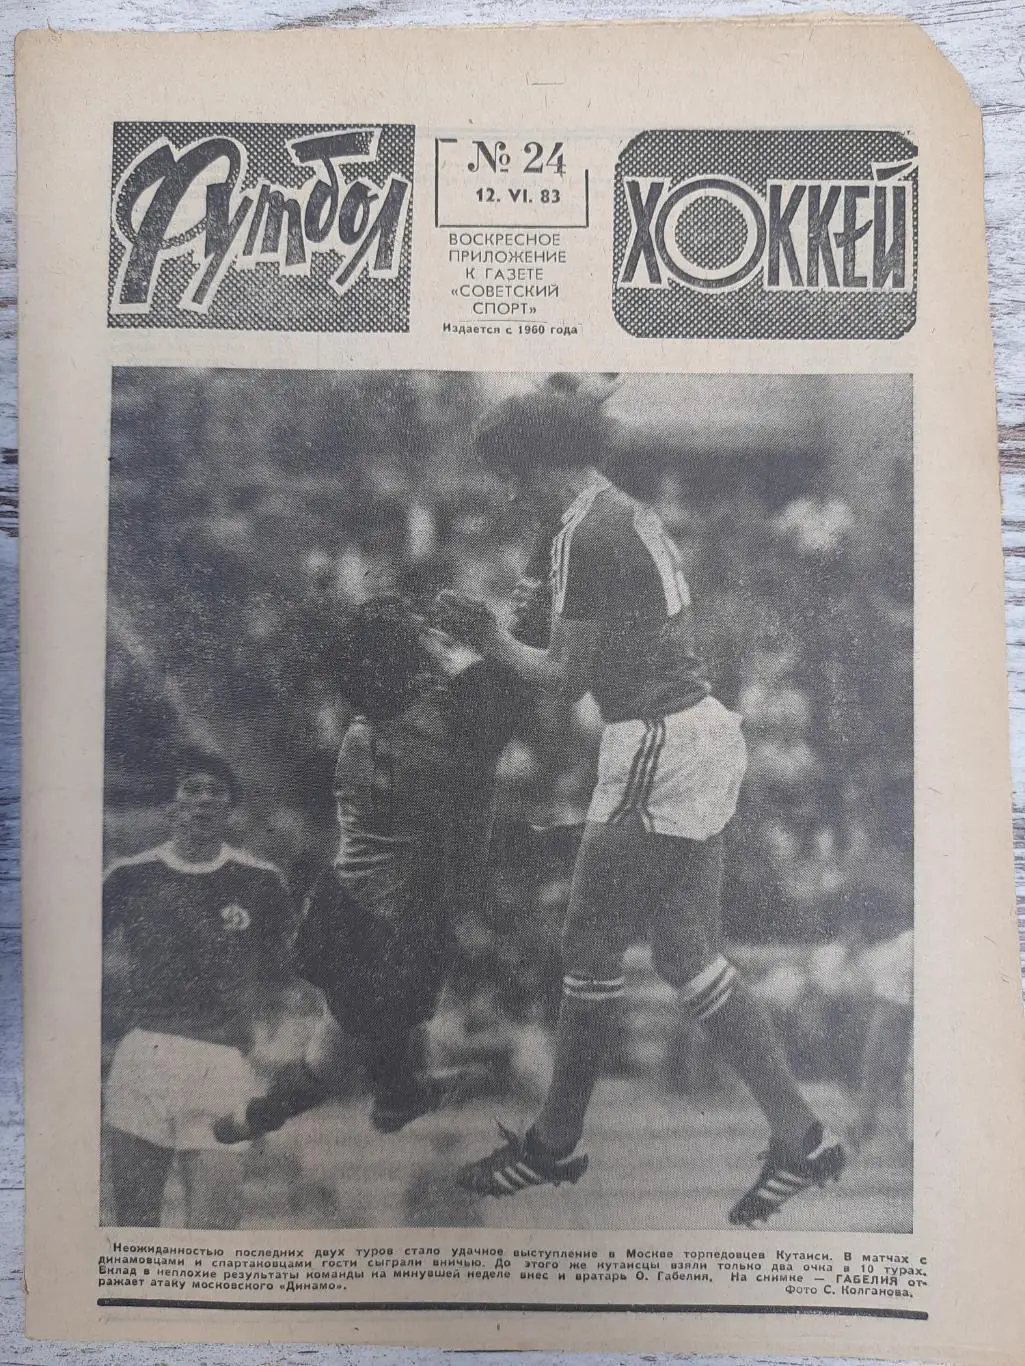 Футбол
№ 24
12. VI. 83
ВОСКРЕСНОЕ
ПРИЛОЖЕНИЕ
К ГАЗЕТЕ
«СОВЕТСКИЙ
СПОРТ»
Издается с 1960 года
ХОККЕЙ
Неожиданностью последних двух туров стало удачное выступление в Москве торпедовцев Кутаиси. В матчах с
динамовцами и спартаковцами гости сыграли вничью. До этого же кутаисцы взяли только два очка в 10 турах.
Вклад в неплохие результаты команды на минувшей неделе внес и вратарь О. Габелия. На снимке — ГАБЕЛИЯ от-
ражает атаку московского «Динамо».
Фото С. Колганова.